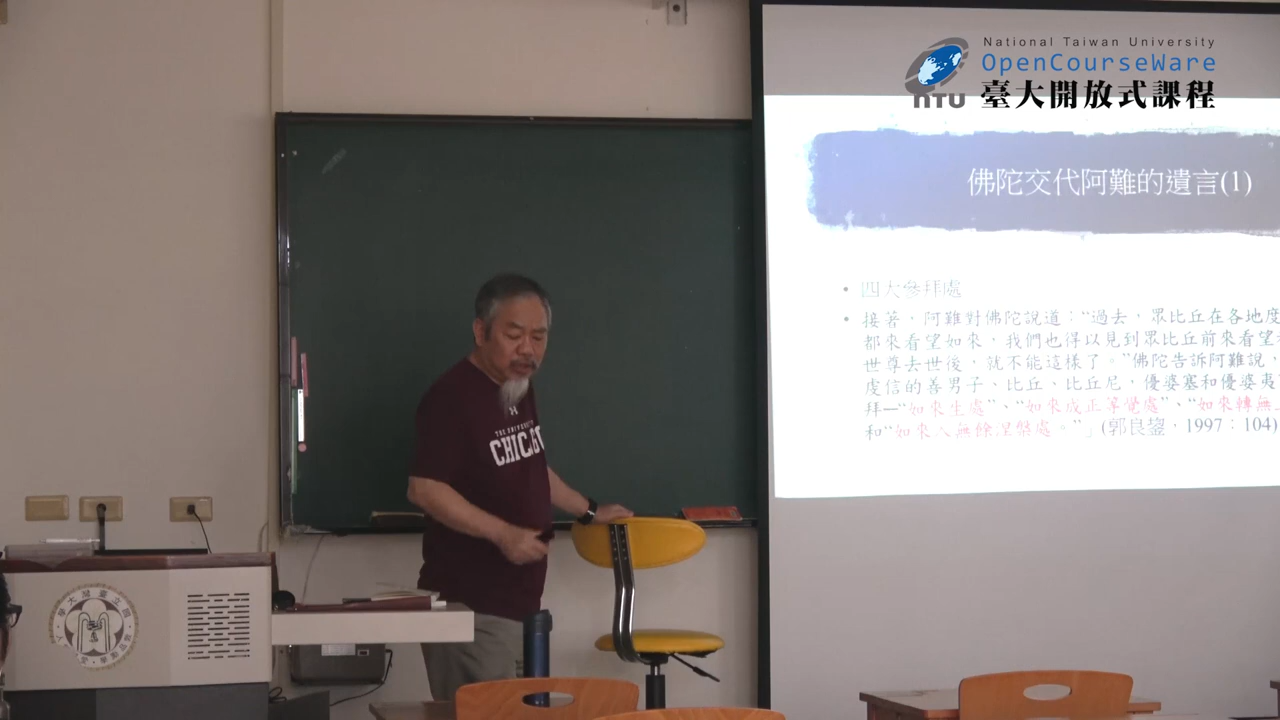 National Taiwan University
OpenCourseWare
NTU 臺大開放式課程
佛陀交代阿難的遺言(1)
• 四大參拜處
• 接著，阿難對佛陀說道："過去，眾比丘在各地度
都來看望如來，我們也得以見到眾比丘前來看望
世尊去世後，就不能這樣了。"佛陀告訴阿難說，
虔信的善男子、比丘、比丘尼，優婆塞和優婆夷
拜─"如來生處"、"如來成正等覺處"、"如來轉無
和"如來入無餘涅槃處。"」(郭良鋆，1997：104)
THE UNIVERSITY
CHICAGO